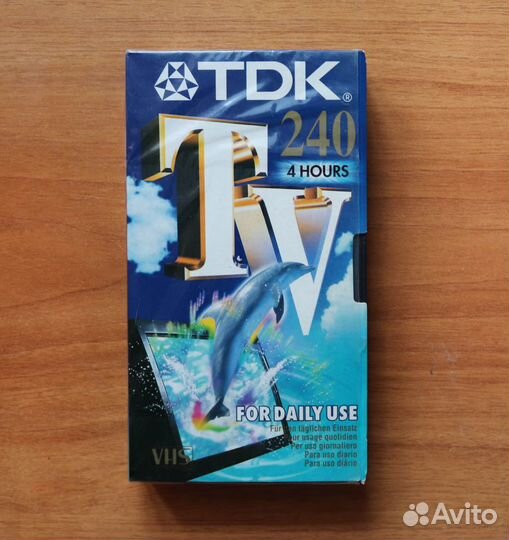 TDK®
240
4 HOURS
TV
FOR DAILY USE
Für den täglichen Einsatz
Pour usage quotidien
Per uso giornaliero
Para uso diario
Para uso diário
VHS
Avito